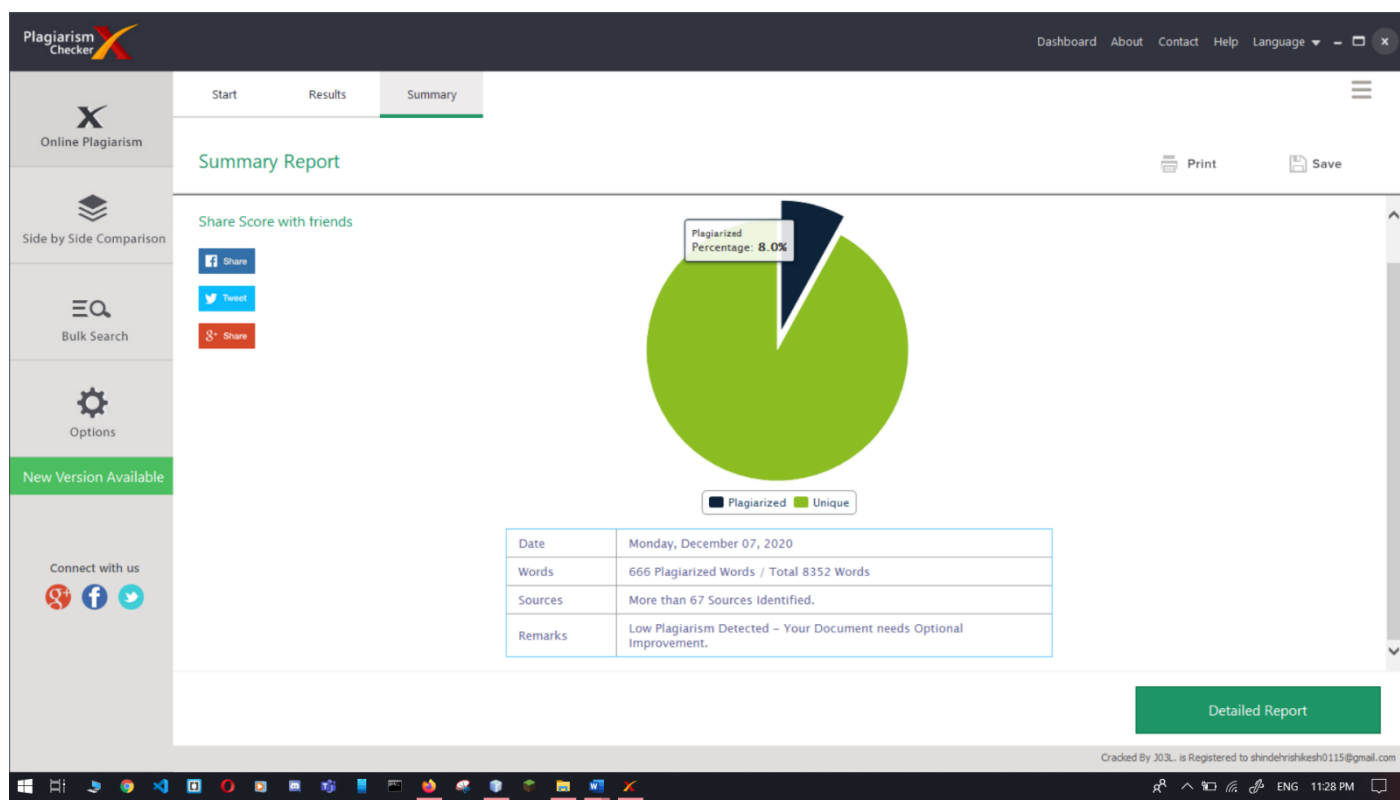 Plagiarism
Checker
Dashboard About Contact Help Language
Start Results Summary
Online Plagiarism
Summary Report
Print Save
Share Score with friends
Side by Side Comparison
Share
Tweet
Share
Plagiarized
Percentage: 8.0%
Bulk Search
Options
New Version Available
Plagiarized Unique
Date Monday, December 07, 2020
Words 666 Plagiarized Words / Total 8352 Words
Sources More than 67 Sources Identified.
Remarks Low Plagiarism Detected – Your Document needs Optional
Improvement.
Connect with us
Detailed Report
Cracked By J03L. is Registered to shindehrishikesh0115@gmail.com
ENG 11:28 PM